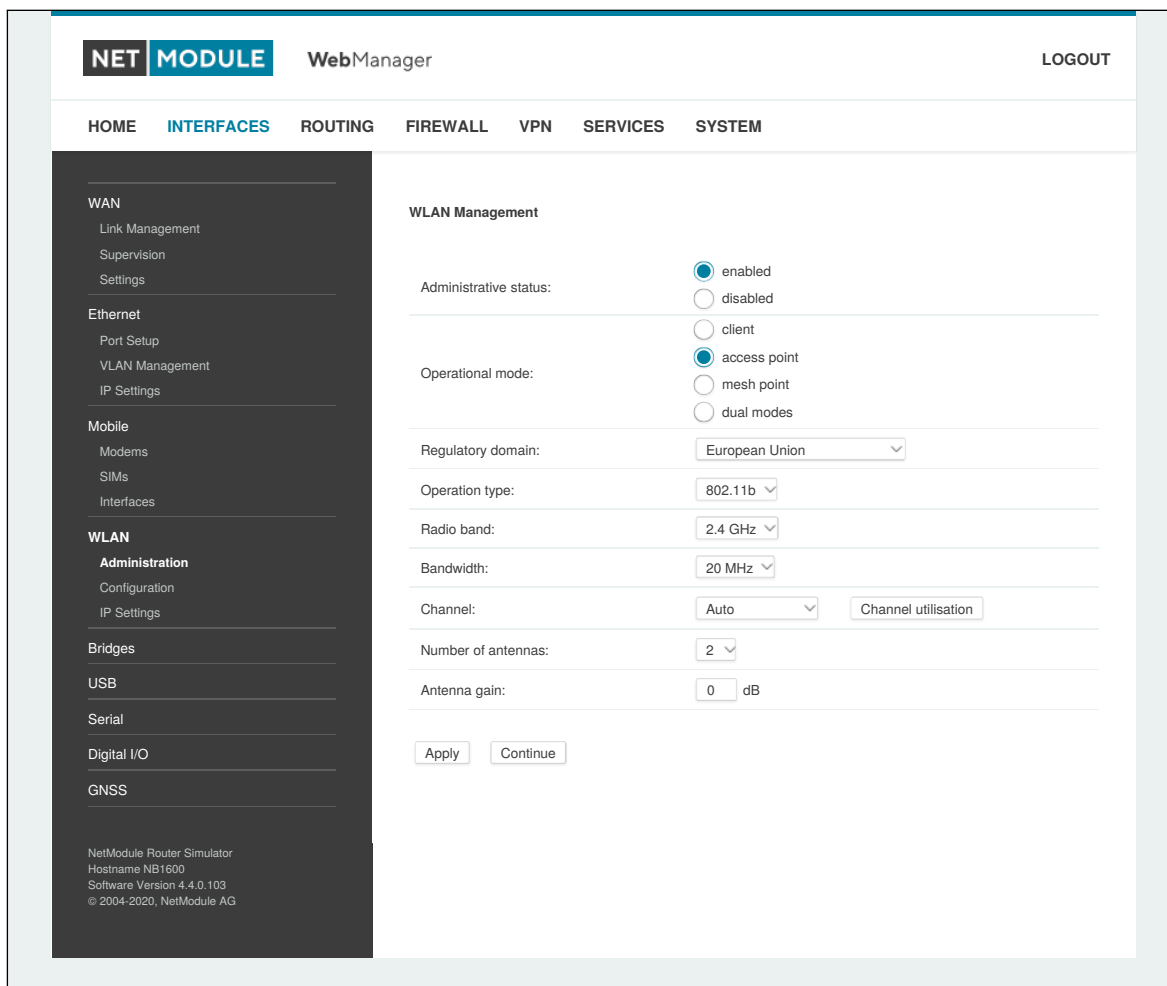 NET MODULE WebManager LOGOUT
HOME INTERFACES ROUTING FIREWALL VPN SERVICES SYSTEM
WAN
Link Management
Supervision
Settings
Ethernet
Port Setup
VLAN Management
IP Settings
Mobile
Modems
SIMs
Interfaces
WLAN
Administration
Configuration
IP Settings
Bridges
USB
Serial
Digital I/O
GNSS
NetModule Router Simulator
Hostname NB1600
Software Version 4.4.0.103
© 2004-2020, NetModule AG
WLAN Management
Administrative status:
enabled
disabled
Operational mode:
client
access point
mesh point
dual modes
Regulatory domain: European Union
Operation type: 802.11b
Radio band: 2.4 GHz
Bandwidth: 20 MHz
Channel: Auto Channel utilisation
Number of antennas: 2
Antenna gain: 0 dB
Apply Continue